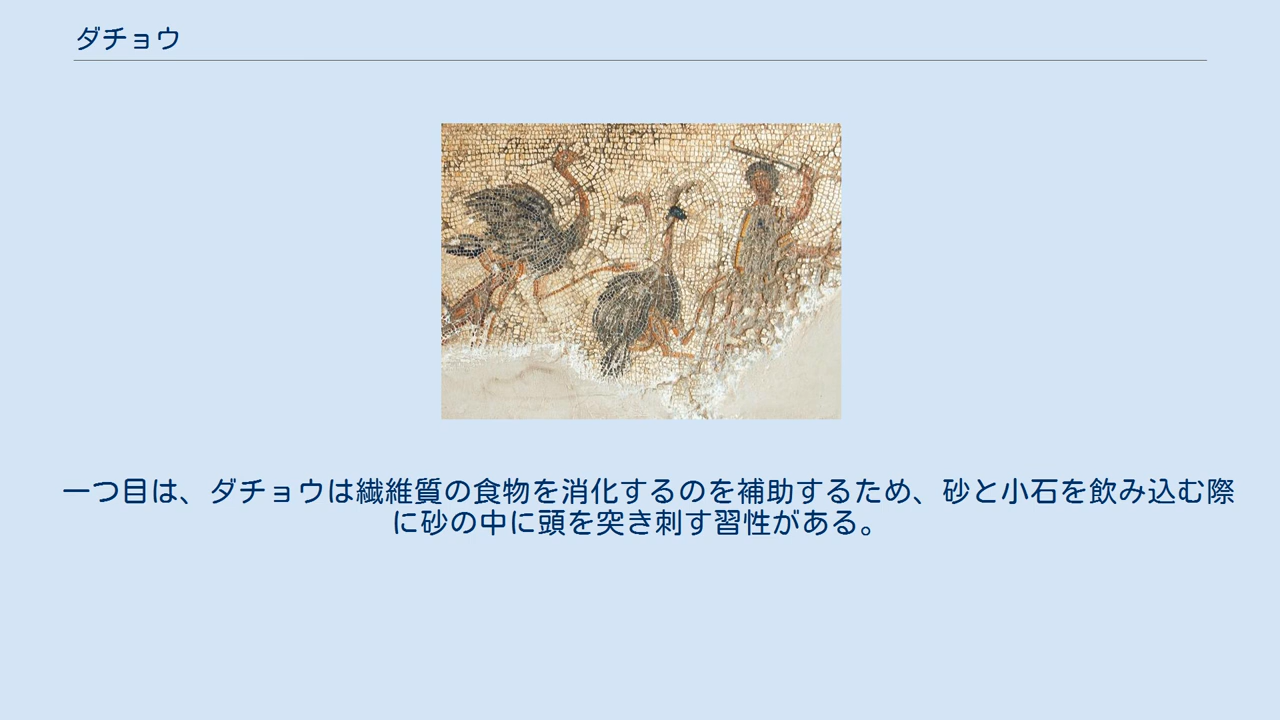 ダチョウ
一つ目は、ダチョウは繊維質の食物を消化するのを補助するため、砂と小石を飲み込む際
に砂の中に頭を突き刺す習性がある。